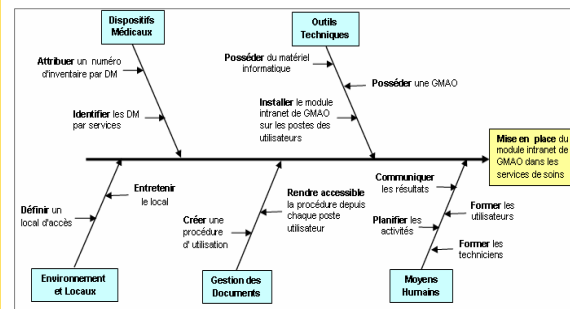 Dispositifs
Médicaux
Outils
Techniques
Attribuer un numéro
d'inventaire par DM
Identifier les DM
par services
Posséder du matériel
informatique
Posséder une GMAO
Installer le module
intranet de GMAO
sur les postes des
utilisateurs
Mise en place du
module intranet de
GMAO dans les
services de soins
Définir un
local d'accès
Entretenir
le local
Créer une
procédure
d' utilisation
Rendre accessible
la procédure depuis
chaque poste
utilisateur
Communiquer
les résultats
Planifier les
activités
Former les
utilisateurs
Former les
techniciens
Environnement
et Locaux
Gestion des
Documents
Moyens
Humains